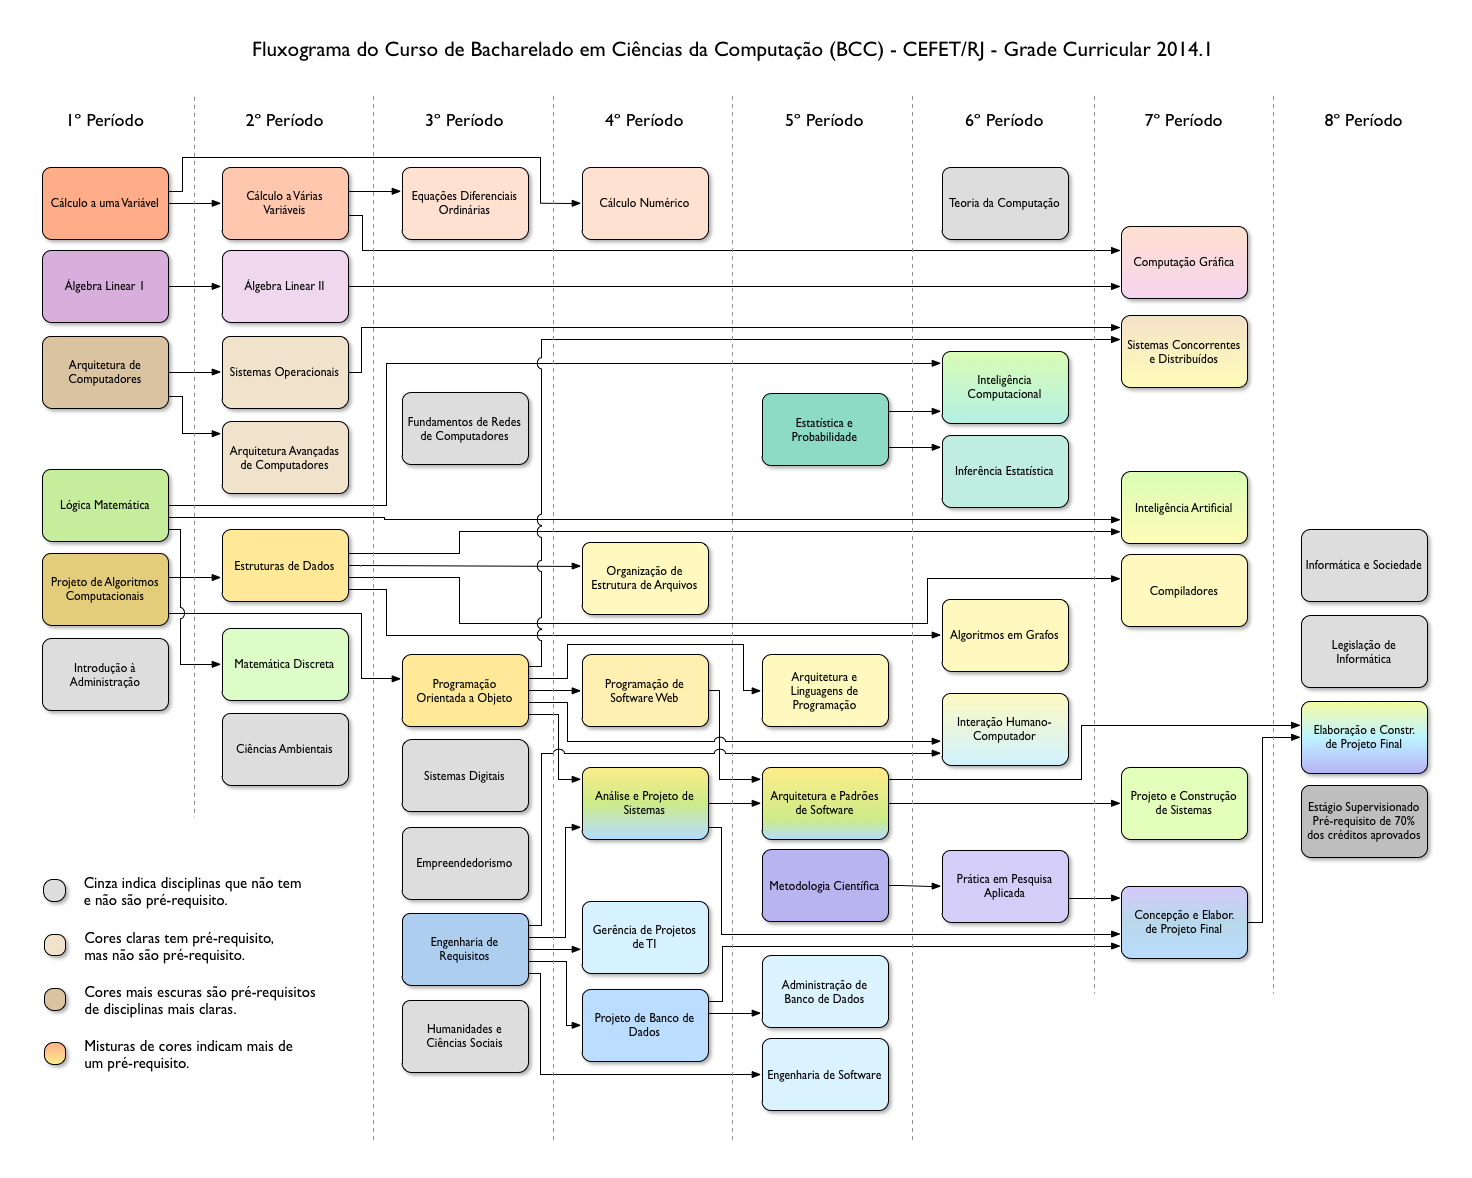 Fluxograma do Curso de Bacharelado em Ciências da Computação (BCC) - CEFET/RJ - Grade Curricular 2014.1
1º Período
2º Período
3º Período
4º Período
5º Período
6º Período
7º Período
8º Período
Cálculo a uma Variável
Álgebra Linear I
Arquitetura de
Computadores
Lógica Matemática
Projeto de Algoritmos
Computacionais
Introdução à
Administração
Cálculo a Várias
Variáveis
Álgebra Linear II
Sistemas Operacionais
Arquitetura Avançadas
de Computadores
Estruturas de Dados
Matemática Discreta
Ciências Ambientais
Equações Diferenciais
Ordinárias
Fundamentos de Redes
de Computadores
Programação
Orientada a Objeto
Sistemas Digitais
Empreendedorismo
Engenharia de
Requisitos
Humanidades e
Ciências Sociais
Cálculo Numérico
Organização de
Estrutura de Arquivos
Programação de
Software Web
Análise e Projeto de
Sistemas
Gerência de Projetos
de TI
Projeto de Banco de
Dados
Estatística e
Probabilidade
Arquitetura e
Linguagens de
Programação
Arquitetura e Padrões
de Software
Metodologia Científica
Administração de
Banco de Dados
Engenharia de Software
Teoria da Computação
Inteligência
Computacional
Inferência Estatística
Algoritmos em Grafos
Interação Humano-
Computador
Prática em Pesquisa
Aplicada
Computação Gráfica
Sistemas Concorrentes
e Distribuídos
Inteligência Artificial
Compiladores
Projeto e Construção
de Sistemas
Concepção e Elabor.
de Projeto Final
Informática e Sociedade
Legislação de
Informática
Elaboração e Constr.
de Projeto Final
Estágio Supervisionado
Pré-requisito de 70%
dos créditos aprovados
Cinza indica disciplinas que não tem
e não são pré-requisito.
Cores claras tem pré-requisito,
mas não são pré-requisito.
Cores mais escuras são pré-requisitos
de disciplinas mais claras.
Misturas de cores indicam mais de
um pré-requisito.